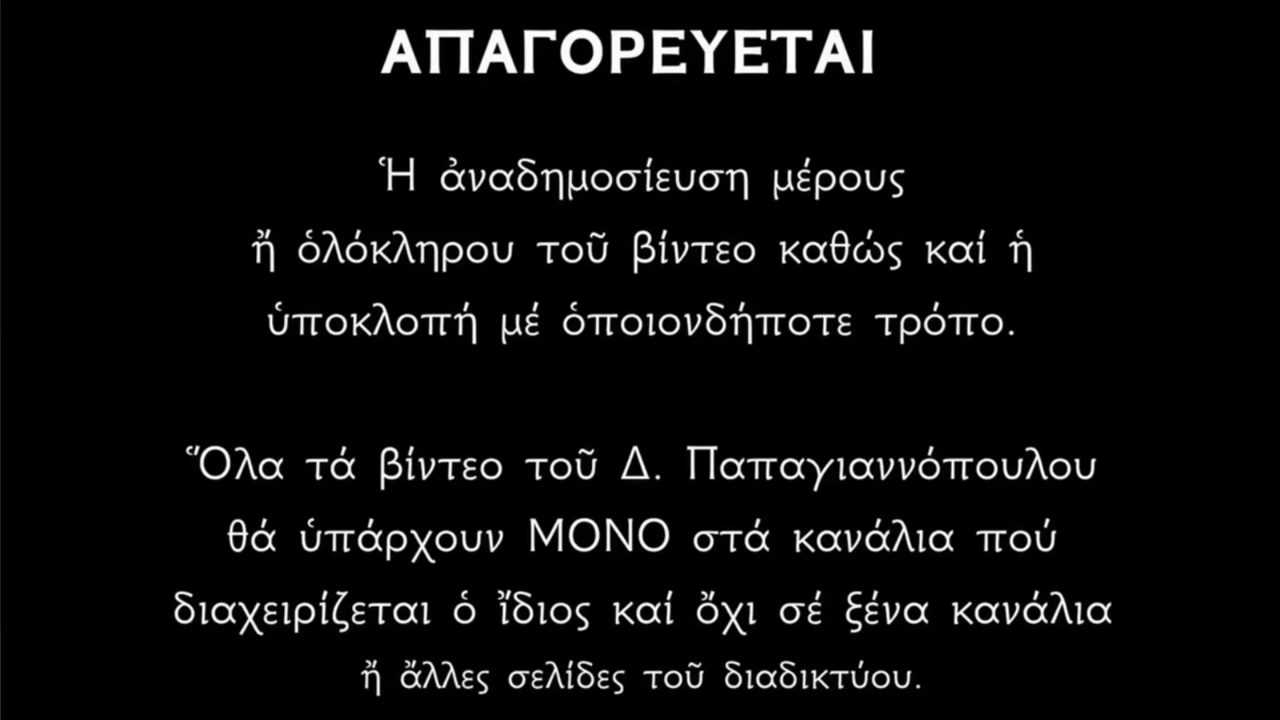 ΑΠΑΓΟΡΕΥΕΤΑΙ
Ἡ ἀναδημοσίευση μέρους
ἤ ὁλόκληρου τοῦ βίντεο καθώς καί ἡ
ὑποκλοπή μέ ὁποιονδήποτε τρόπο.
Ὅλα τά βίντεο τοῦ Δ. Παπαγιαννόπουλου
θά ὑπάρχουν ΜΟΝΟ στά κανάλια πού
διαχειρίζεται ὁ ἴδιος καί ὄχι σέ ξένα κανάλια
ἤ ἄλλες σελίδες τοῦ διαδικτύου.